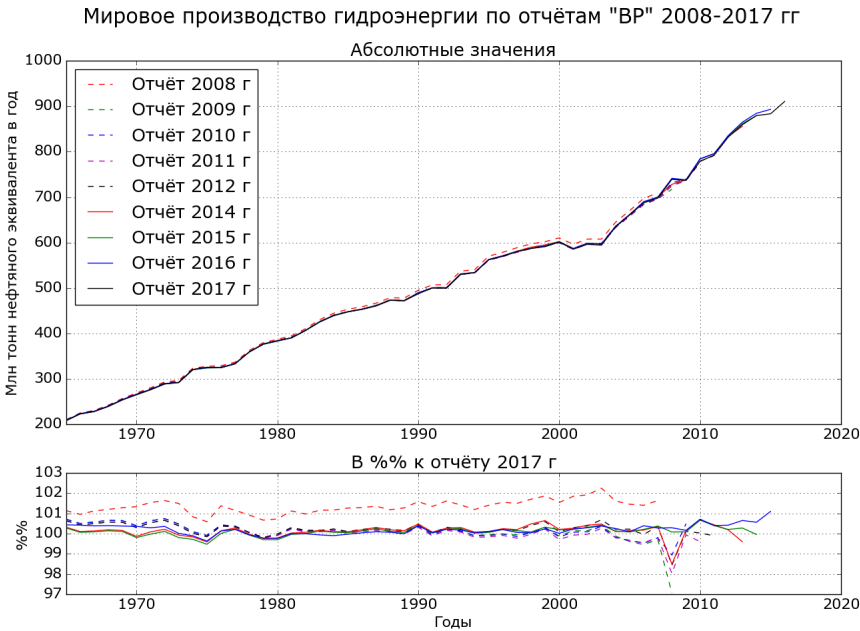 Мировое производство гидроэнергии по отчётам "BP" 2008-2017 гг
Абсолютные значения
Млн тонн нефтяного эквивалента в год
1000
900
800
700
600
500
400
300
200
Отчёт 2008 г
Отчёт 2009 г
Отчёт 2010 г
Отчёт 2011 г
Отчёт 2012 г
Отчёт 2014 г
Отчёт 2015 г
Отчёт 2016 г
Отчёт 2017 г
1970 1980 1990 2000 2010 2020
В %% к отчёту 2017 г
%%
103
102
101
100
99
98
97
1970 1980 1990 2000 2010 2020
Годы